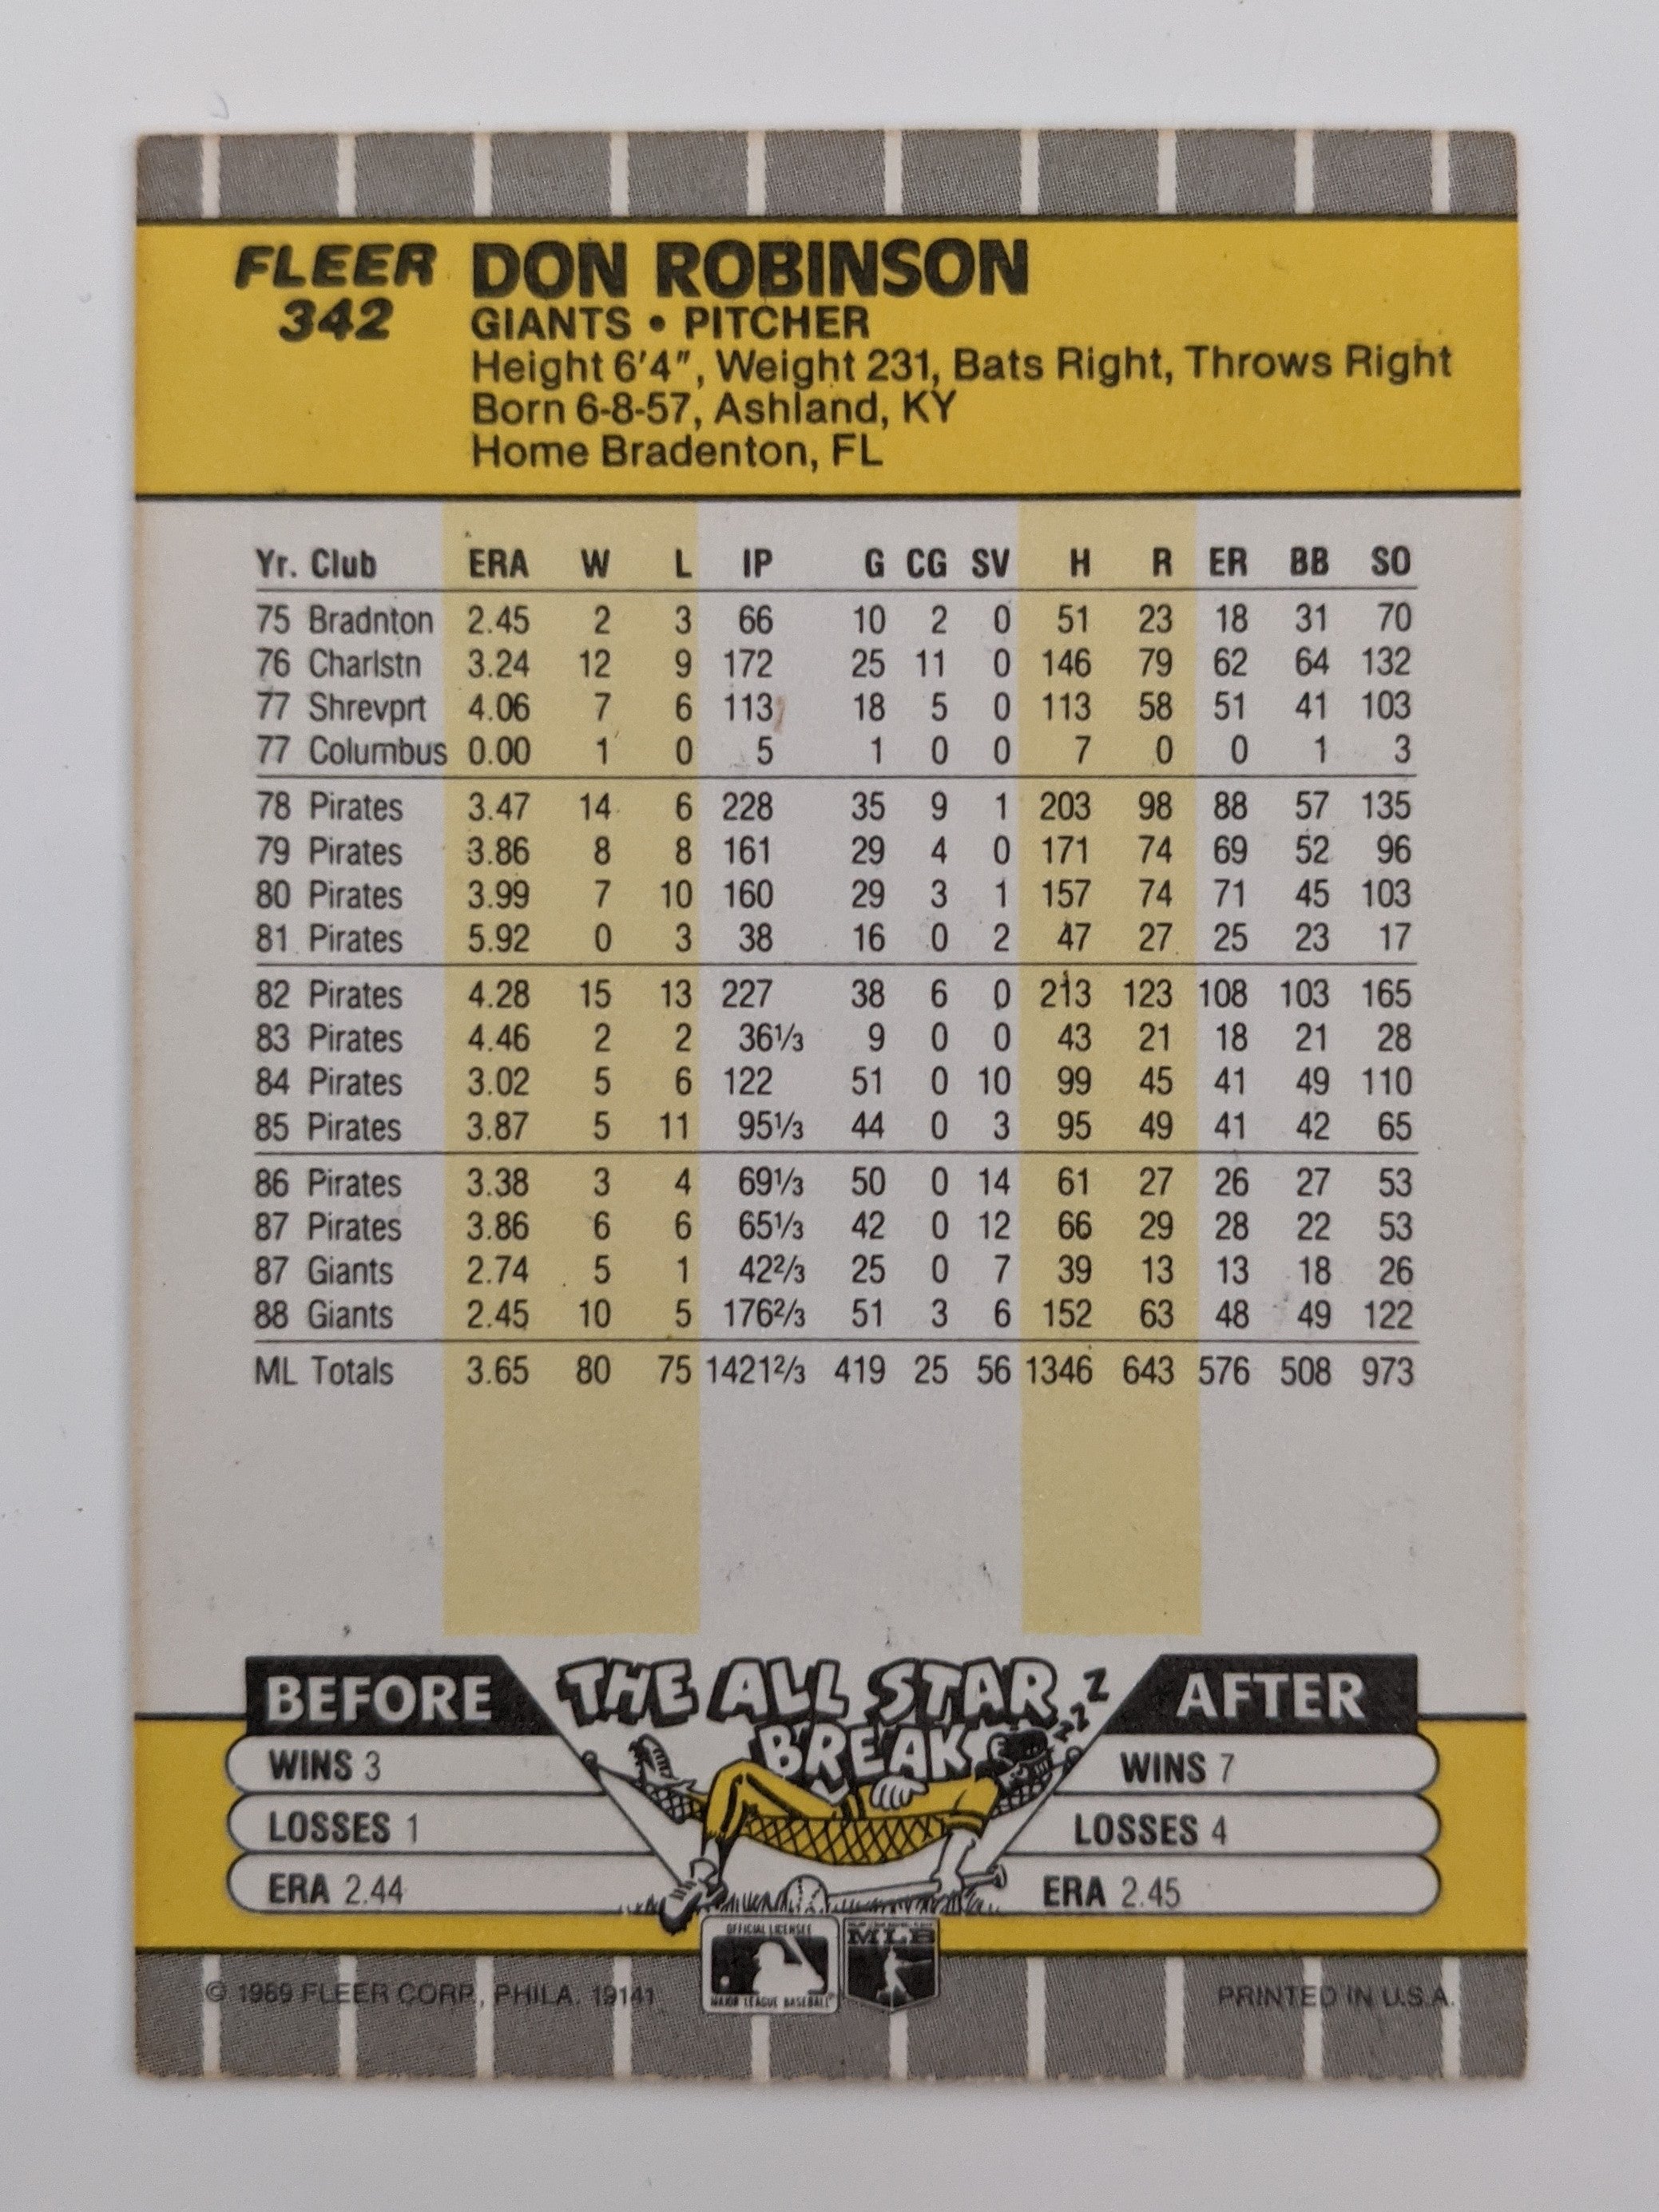 FLEER DON ROBINSON
342 GIANTS • PITCHER
Height 6'4", Weight 231, Bats Right, Throws Right
Born 6-8-57, Ashland, KY
Home Bradenton, FL
Yr. Club ERA W L IP G CG SV H R ER BB SO
75 Bradnton 2.45 2 3 66 10 2 0 51 23 18 31 70
76 Charlstn 3.24 12 9 172 25 11 0 146 79 62 64 132
77 Shrevprt 4.06 7 6 113 18 5 0 113 58 51 41 103
77 Columbus 0.00 1 0 5 1 0 0 7 0 0 1 3
78 Pirates 3.47 14 6 228 35 9 1 203 98 88 57 135
79 Pirates 3.86 8 8 161 29 4 0 171 74 69 52 96
80 Pirates 3.99 7 10 160 29 3 1 157 74 71 45 103
81 Pirates 5.92 0 3 38 16 0 2 47 27 25 23 17
82 Pirates 4.28 15 13 227 38 6 0 213 123 108 103 165
83 Pirates 4.46 2 2 36⅓ 9 0 0 43 21 18 21 28
84 Pirates 3.02 5 6 122 51 0 10 99 45 41 49 110
85 Pirates 3.87 5 11 95⅓ 44 0 3 95 49 41 42 65
86 Pirates 3.38 3 4 69⅓ 50 0 14 61 27 26 27 53
87 Pirates 3.86 6 6 65⅓ 42 0 12 66 29 28 22 53
87 Giants 2.74 5 1 42⅔ 25 0 7 39 13 13 18 26
88 Giants 2.45 10 5 176⅔ 51 3 6 152 63 48 49 122
ML Totals 3.65 80 75 1421⅔ 419 25 56 1346 643 576 508 973
BEFORE THE ALL STAR zzzZ AFTER
BREAK
WINS 3 WINS 7
LOSSES 1 LOSSES 4
ERA 2.44 ERA 2.45
OFFICIAL LICENSEE MLB
MAJOR LEAGUE BASEBALL
© 1989 FLEER CORP., PHILA. 19141 PRINTED IN U.S.A.